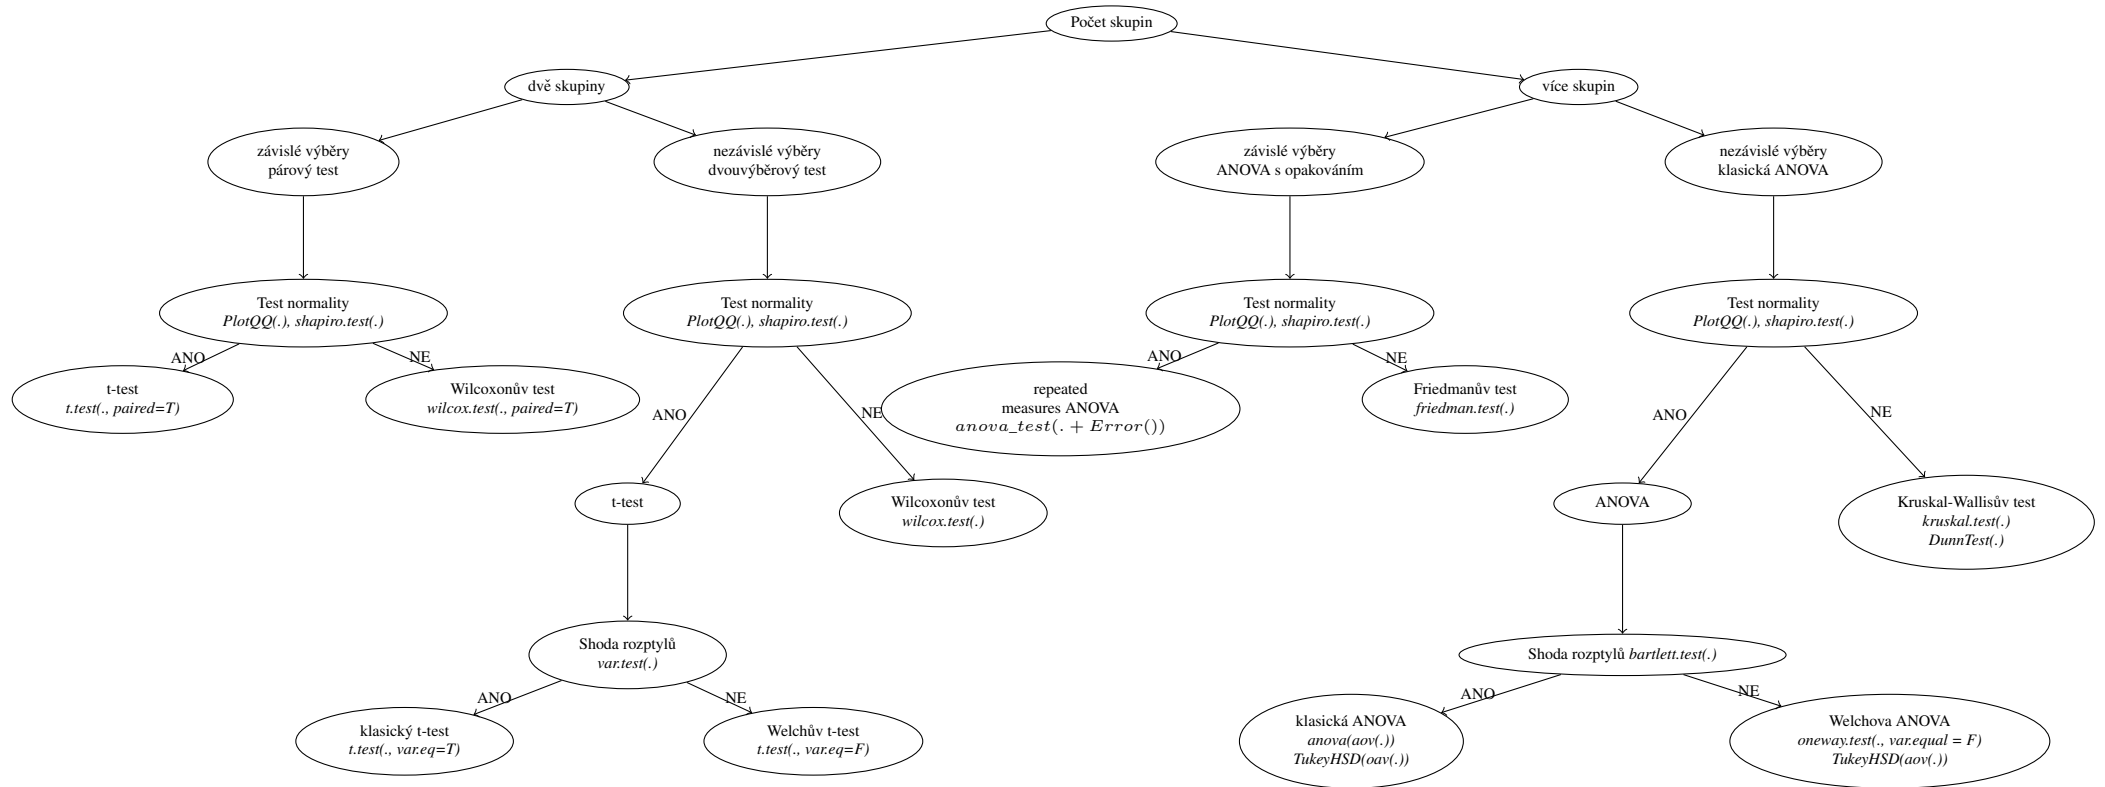 Počet skupin
dvě skupiny
více skupin
závislé výběry
párový test
nezávislé výběry
dvouvýběrový test
závislé výběry
ANOVA s opakováním
nezávislé výběry
klasická ANOVA
Test normality
PlotQQ(.), shapiro.test(.)
Test normality
PlotQQ(.), shapiro.test(.)
Test normality
PlotQQ(.), shapiro.test(.)
Test normality
PlotQQ(.), shapiro.test(.)
ANO
NE
ANO
NE
t-test
t.test(., paired=T)
Wilcoxonův test
wilcox.test(., paired=T)
repeated
measures ANOVA
anova_test(. + Error())
Friedmanův test
friedman.test(.)
ANO
NE
ANO
NE
t-test
Wilcoxonův test
wilcox.test(.)
ANOVA
Kruskal-Wallisův test
kruskal.test(.)
DunnTest(.)
Shoda rozptylů
var.test(.)
Shoda rozptylů bartlett.test(.)
ANO
NE
ANO
NE
klasický t-test
t.test(., var.eq=T)
Welchův t-test
t.test(., var.eq=F)
klasická ANOVA
anova(aov(.))
TukeyHSD(oav(.))
Welchova ANOVA
oneway.test(., var.equal = F)
TukeyHSD(aov(.))